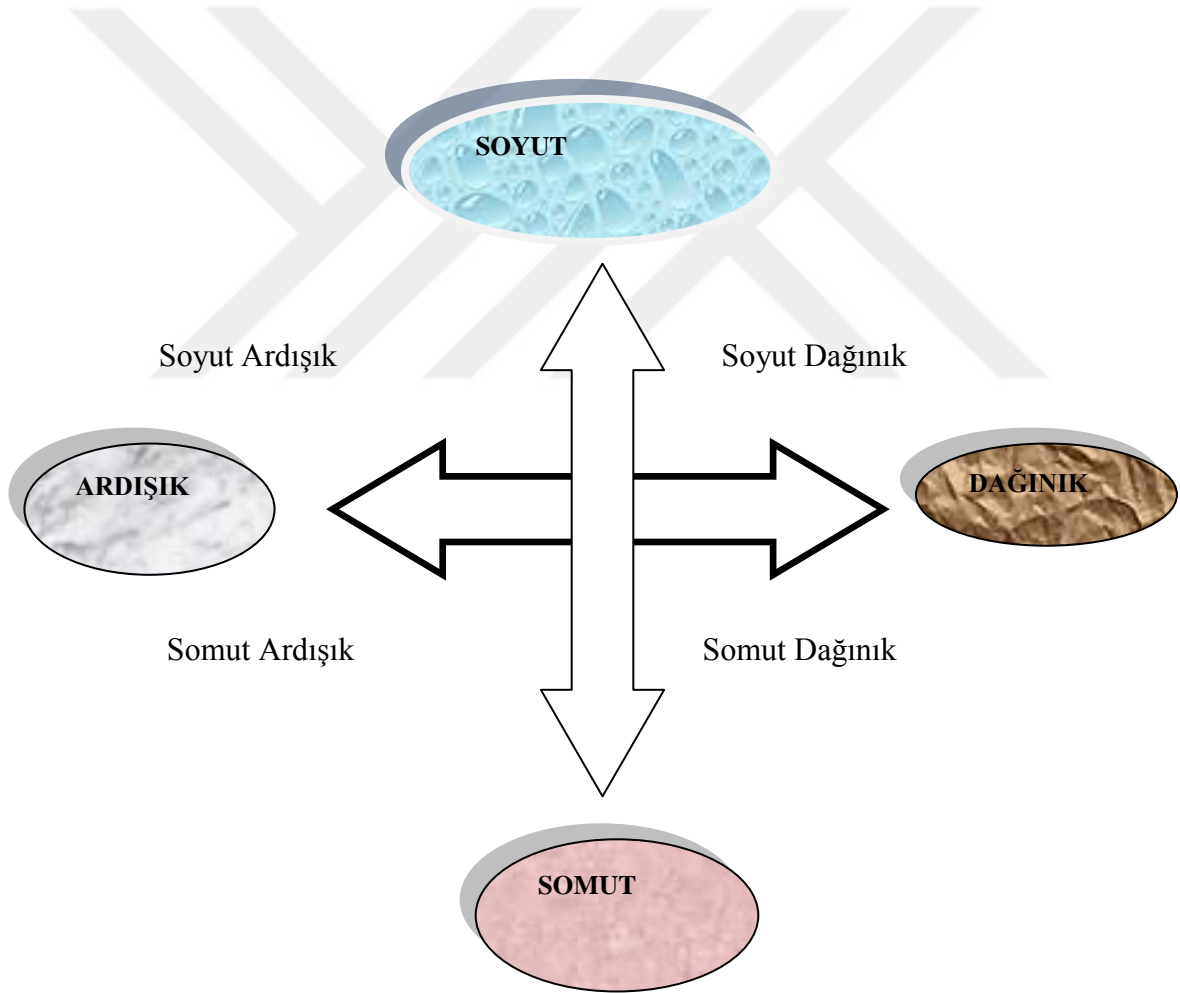 SOYUT
Soyut Ardışık
Soyut Dağınık
ARDIŞIK
DAĞINIK
Somut Ardışık
Somut Dağınık
SOMUT